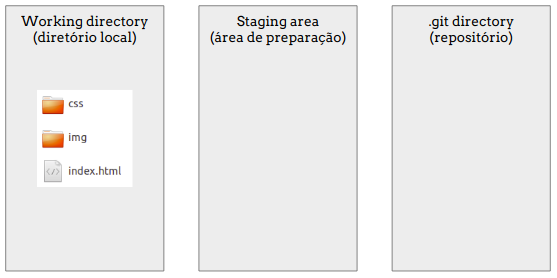 Working directory
(diretório local)
css
img
index.html
Staging area
(área de preparação)
.git directory
(repositório)